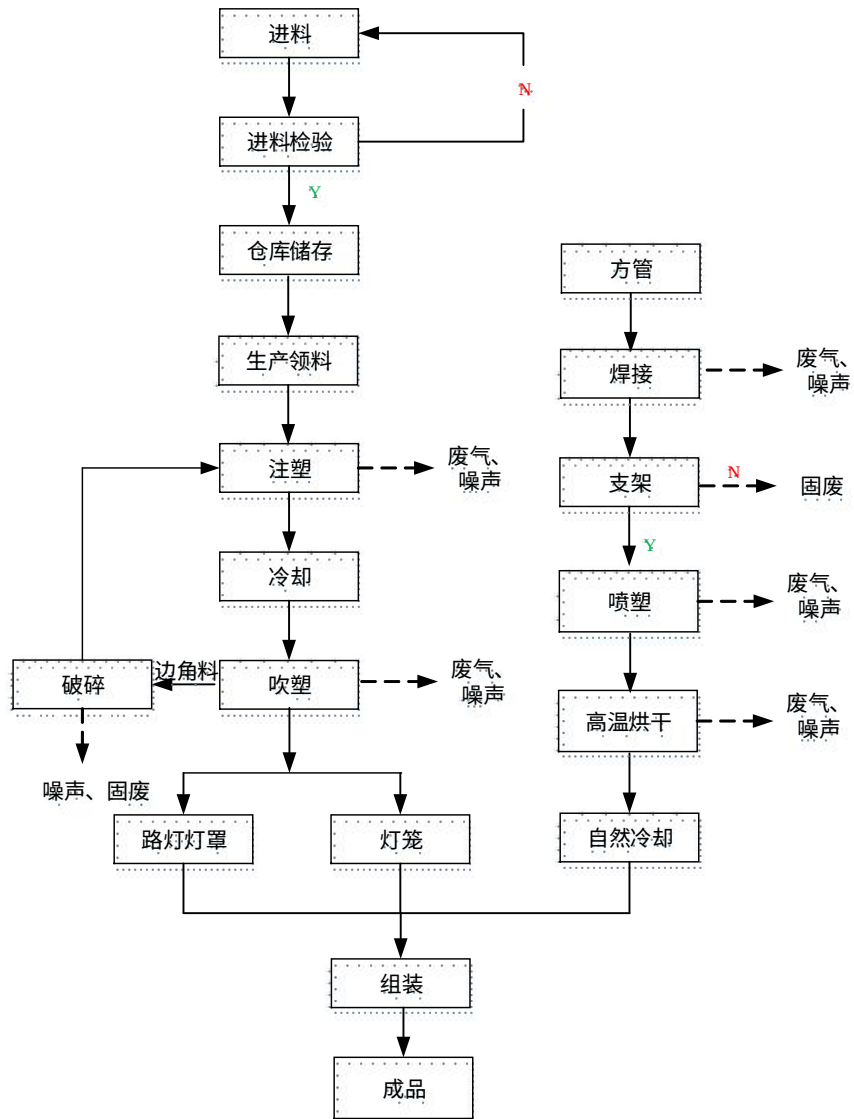 进料
N
进料检验
Y
仓库储存
方管
生产领料
焊接
废气、
噪声
注塑
废气、
噪声
支架
N
固废
Y
冷却
喷塑
废气、
噪声
破碎
边角料
吹塑
废气、
噪声
高温烘干
废气、
噪声
噪声、固废
路灯灯罩
灯笼
自然冷却
组装
成品